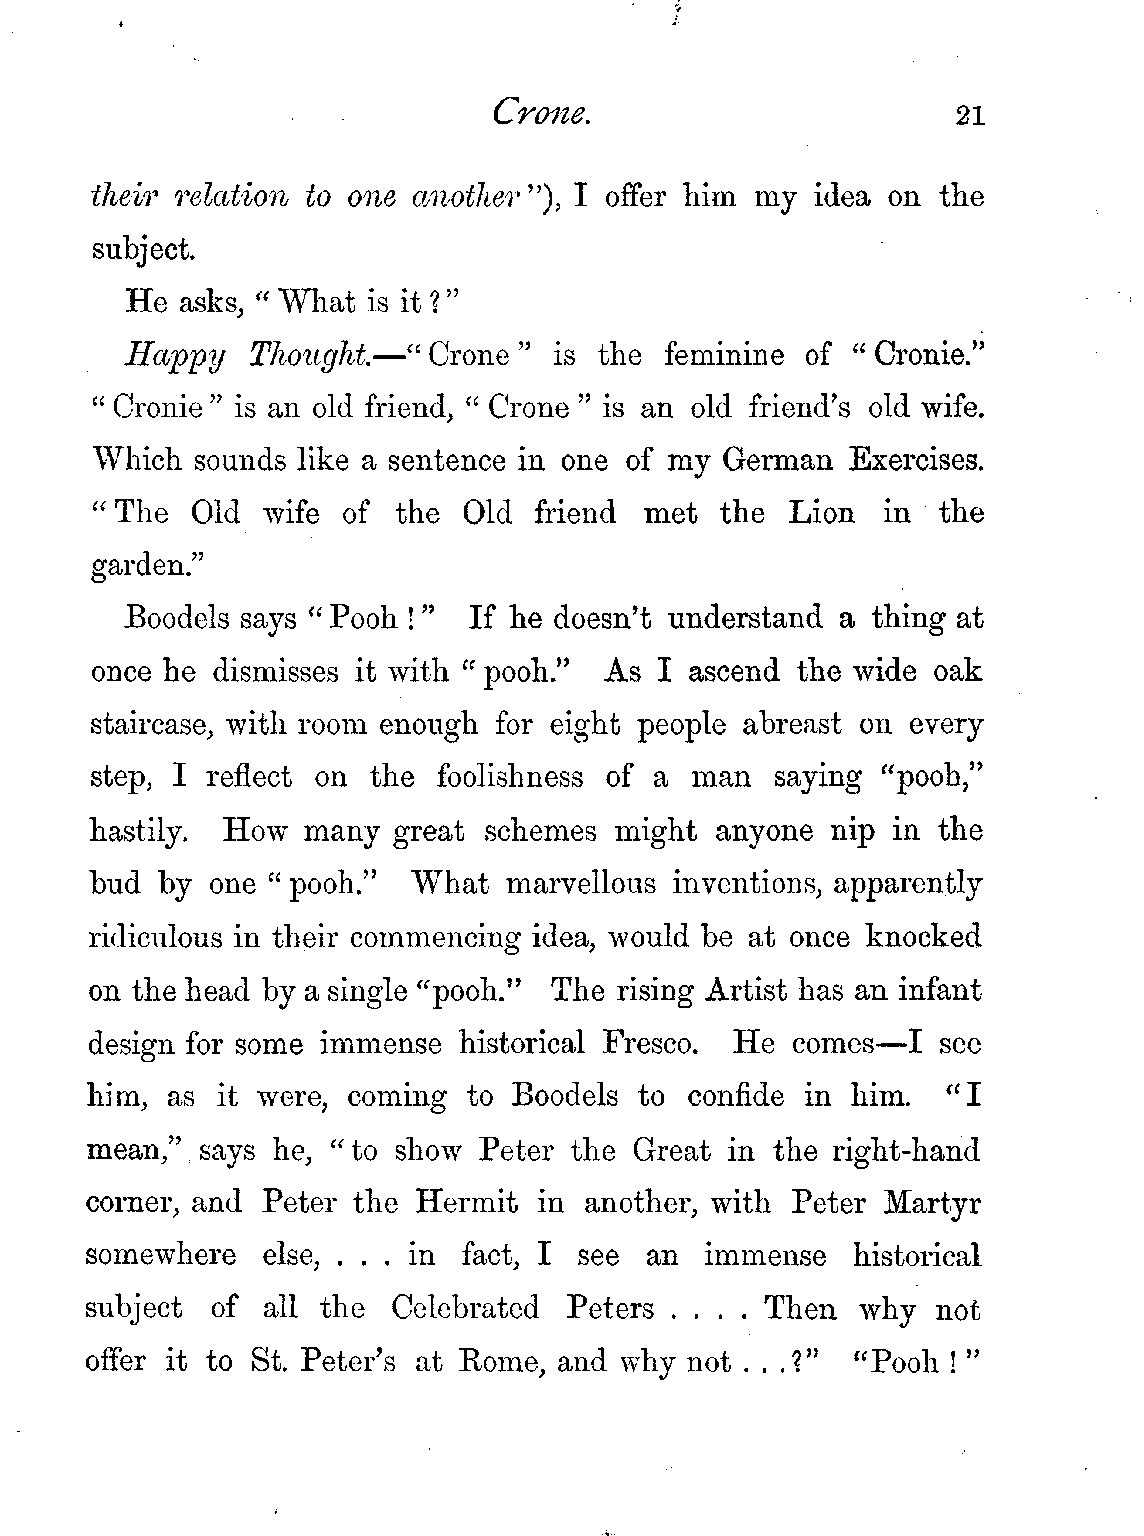 Crone. 21
their relation to one another"), I offer him my idea on the
subject.
He asks, "What is it?"
Happy Thought.—"Crone" is the feminine of "Cronie."
"Cronie" is an old friend, "Crone" is an old friend's old wife.
Which sounds like a sentence in one of my German Exercises.
"The Old wife of the Old friend met the Lion in the
garden."
Boodels says "Pooh!" If he doesn't understand a thing at
once he dismisses it with "pooh." As I ascend the wide oak
staircase, with room enough for eight people abreast on every
step, I reflect on the foolishness of a man saying "pooh,"
hastily. How many great schemes might anyone nip in the
bud by one "pooh." What marvellous inventions, apparently
ridiculous in their commencing idea, would be at once knocked
on the head by a single "pooh." The rising Artist has an infant
design for some immense historical Fresco. He comes—I see
him, as it were, coming to Boodels to confide in him. "I
mean," says he, "to show Peter the Great in the right-hand
corner, and Peter the Hermit in another, with Peter Martyr
somewhere else, . . . in fact, I see an immense historical
subject of all the Celebrated Peters . . . . Then why not
offer it to St. Peter's at Rome, and why not . . .?" "Pooh!"